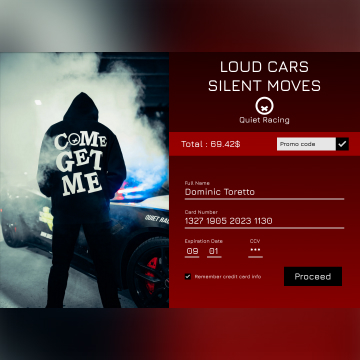 COME
GET
ME
QUIET RA
LOUD CARS
SILENT MOVES
Quiet Racing
Total : 69.42$
Promo code
Full Name
Dominic Toretto
Card Number
1327 1905 2023 1130
Expiration Date
CCV
09 01 ***
Remember credit card info
Proceed